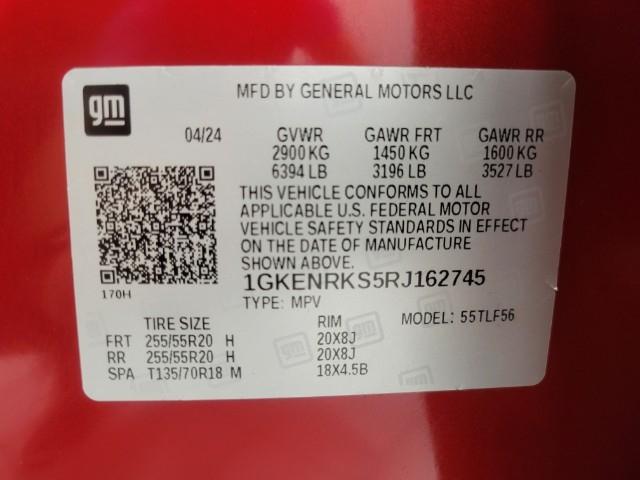 gm
MFD BY GENERAL MOTORS LLC
04/24 GVWR GAWR FRT GAWR RR
2900 KG 1450 KG 1600 KG
6394 LB 3196 LB 3527 LB
THIS VEHICLE CONFORMS TO ALL
APPLICABLE U.S. FEDERAL MOTOR
VEHICLE SAFETY STANDARDS IN EFFECT
ON THE DATE OF MANUFACTURE
SHOWN ABOVE.
170H
1GKENRKS5RJ162745
TYPE: MPV
TIRE SIZE RIM MODEL: 55TLF56
FRT 255/55R20 H 20X8J
RR 255/55R20 H 20X8J
SPA T135/70R18 M 18X4.5B